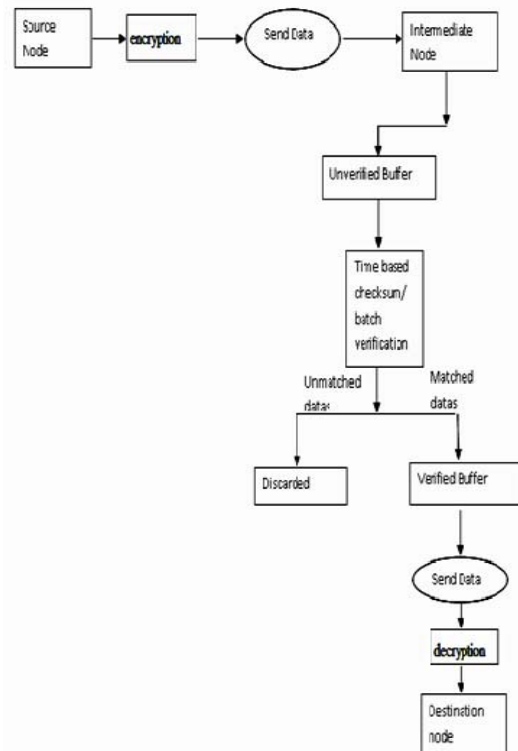 Source
Node
encryption
Send Data
Intermediate
Node
Unverified Buffer
Time based
checksum/
batch
verification
Unmatched
datas
Matched
datas
Discarded
Verified Buffer
Send Data
decryption
Destination
node